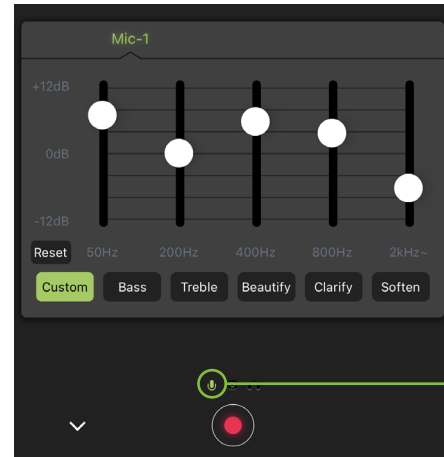 Mic-1
+12dB
0dB
-12dB
Reset 50Hz 200Hz 400Hz 800Hz 2kHz~
Custom Bass Treble Beautify Clarify Soften